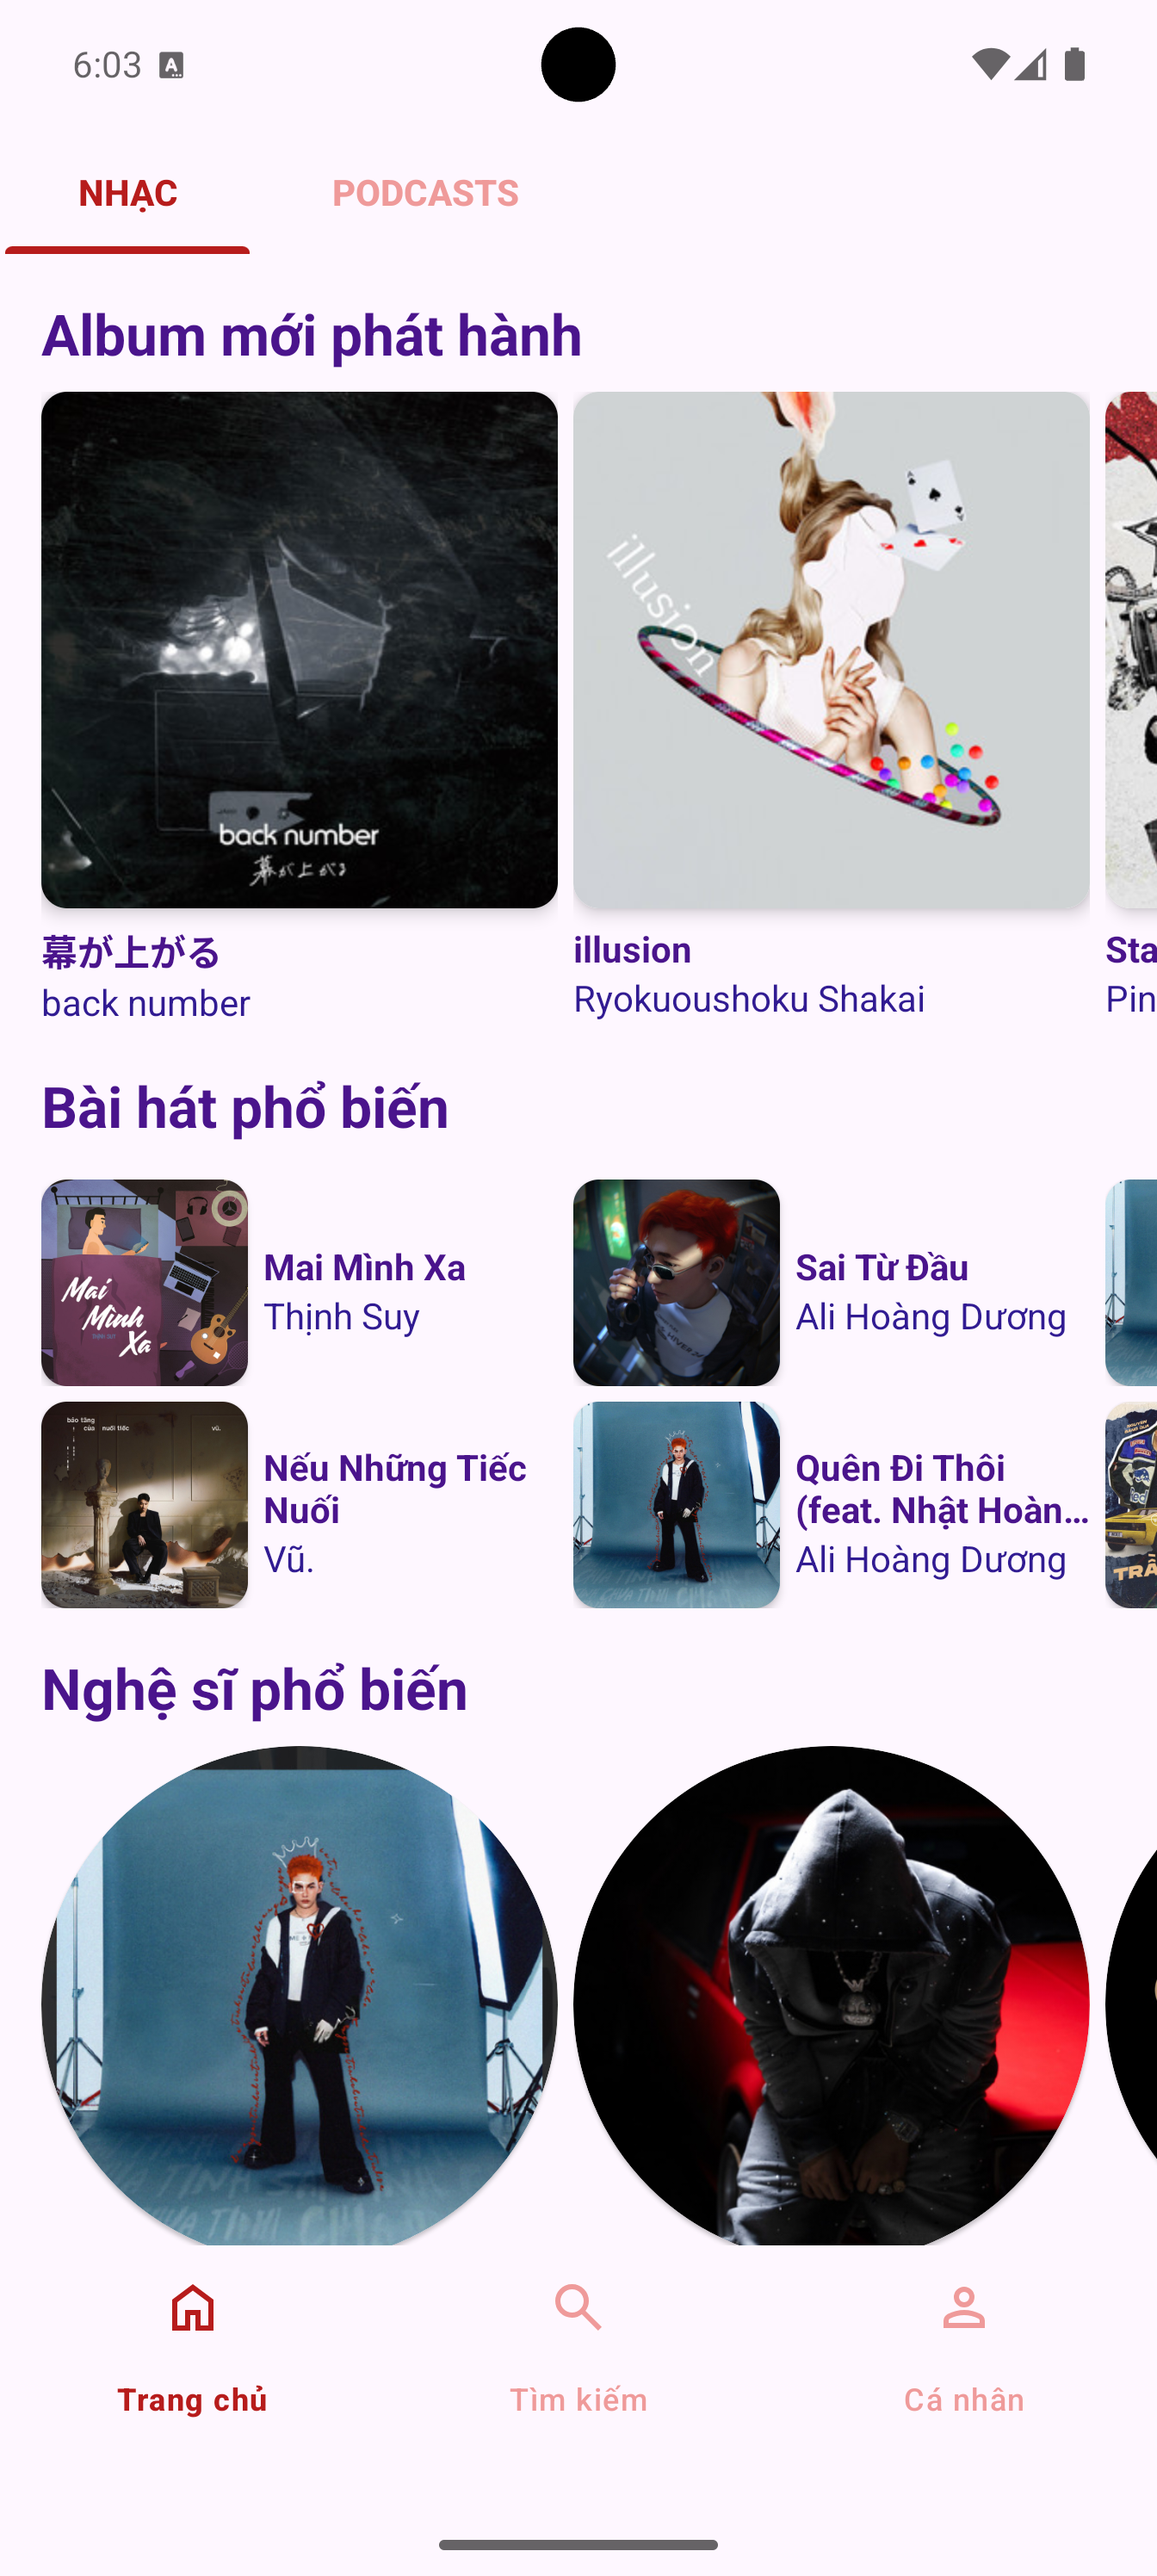 6:03
NHẠC
PODCASTS
Album mới phát hành
back number
幕が上がる
illusion
幕が上がる
back number
illusion
Ryokuoushoku Shakai
Sta
Pin
Bài hát phổ biến
Mai
Mình
Xa
THỊNH SUY
Mai Mình Xa
Thịnh Suy
Sai Từ Đầu
Ali Hoàng Dương
bảo tàng
của nuối tiếc
vũ.
Nếu Những Tiếc
Nuối
Vũ.
Quên Đi Thôi
(feat. Nhật Hoàn...
Ali Hoàng Dương
Nghệ sĩ phổ biến
Trang chủ
Tìm kiếm
Cá nhân